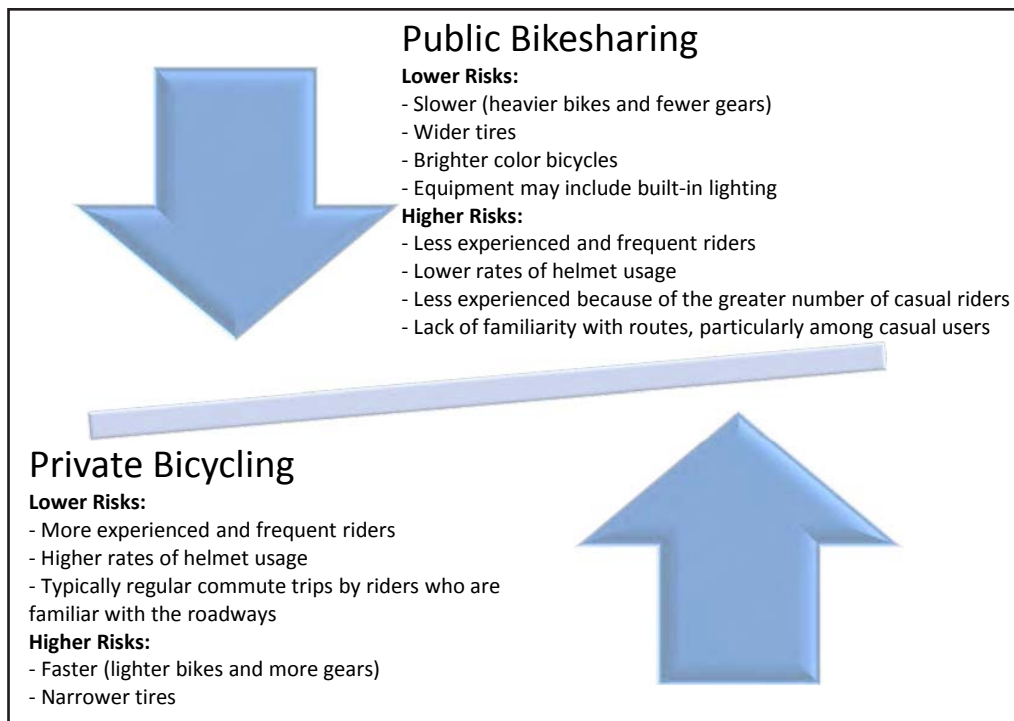 Public Bikesharing
Lower Risks:
- Slower (heavier bikes and fewer gears)
- Wider tires
- Brighter color bicycles
- Equipment may include built-in lighting
Higher Risks:
- Less experienced and frequent riders
- Lower rates of helmet usage
- Less experienced because of the greater number of casual riders
- Lack of familiarity with routes, particularly among casual users
Private Bicycling
Lower Risks:
- More experienced and frequent riders
- Higher rates of helmet usage
- Typically regular commute trips by riders who are
familiar with the roadways
Higher Risks:
- Faster (lighter bikes and more gears)
- Narrower tires